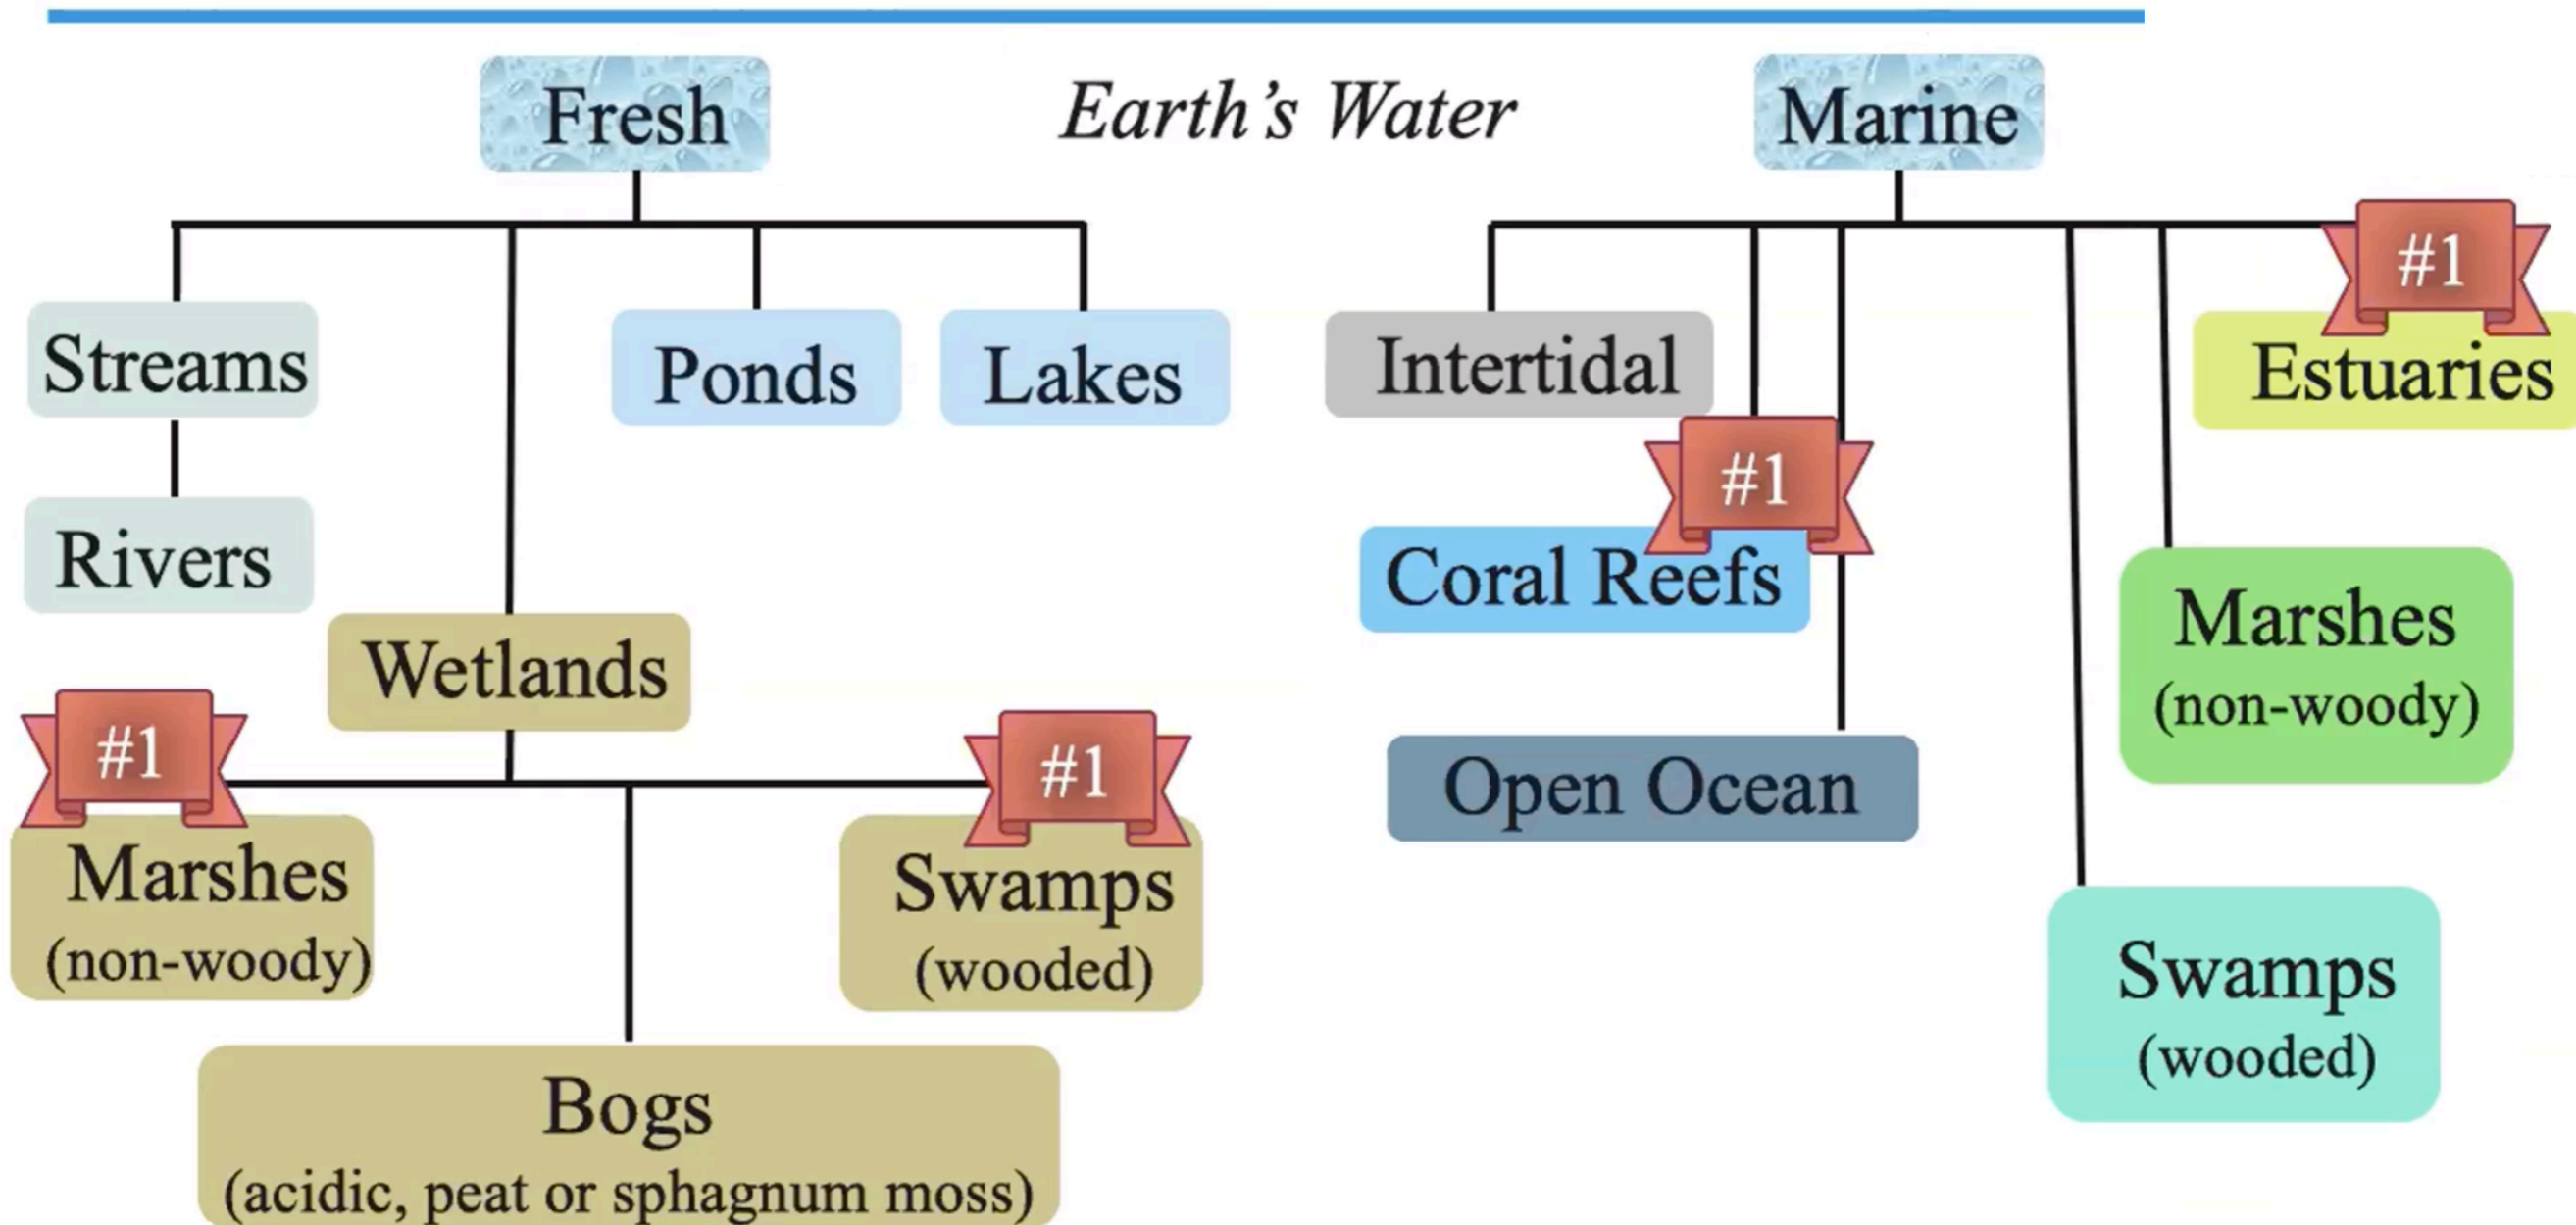 Fresh
Earth's Water
Marine
#1
Streams
Ponds
Lakes
Intertidal
Estuaries
#1
Rivers
Coral Reefs
Wetlands
Marshes
(non-woody)
#1
#1
Open Ocean
Marshes
(non-woody)
Swamps
(wooded)
Swamps
(wooded)
Bogs
(acidic, peat or sphagnum moss)